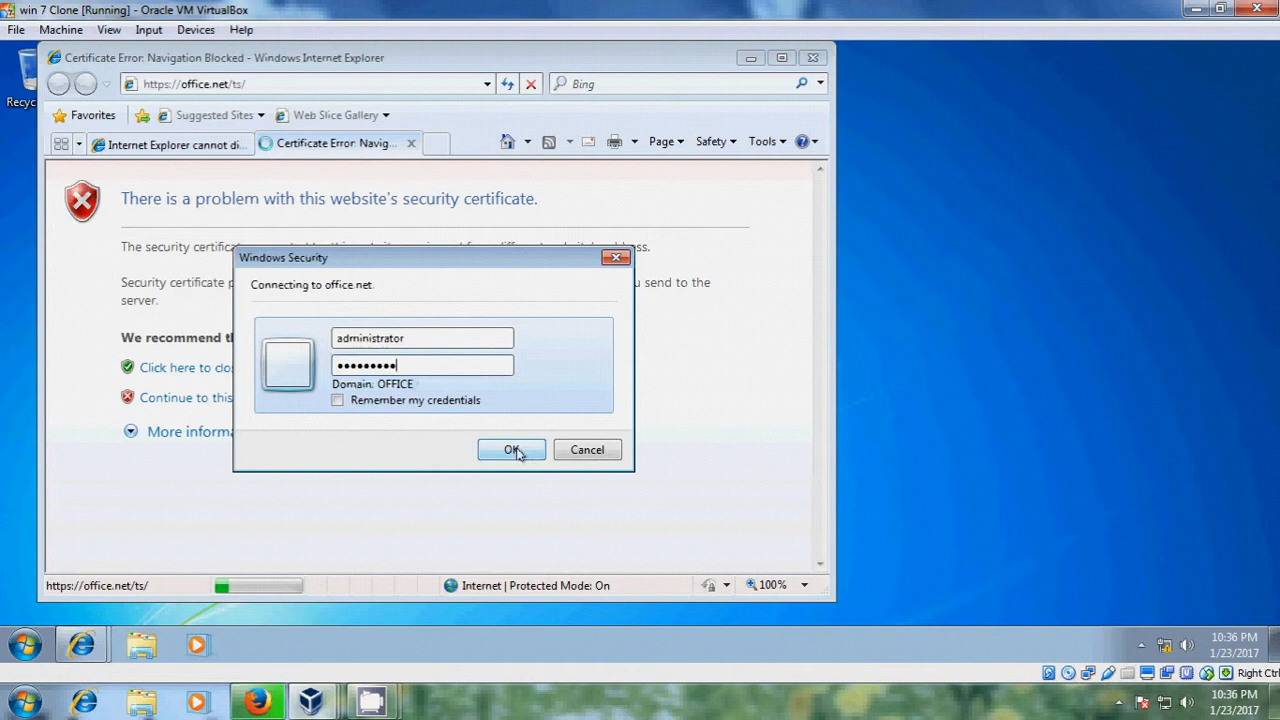 win 7 Clone [Running] - Oracle VM VirtualBox
File Machine View Input Devices Help
Certificate Error: Navigation Blocked - Windows Internet Explorer
https://office.net/ts/
Bing
Favorites Suggested Sites Web Slice Gallery
Internet Explorer cannot di... Certificate Error: Navig... Page Safety Tools
There is a problem with this website's security certificate.
The security certific
Windows Security
Connecting to office.net.
Security certificate p u send to the
server.
We recommend th
Click here to clo
Continue to this
More informa
administrator
•••••••••
Domain: OFFICE
Remember my credentials
OK Cancel
https://office.net/ts/ Internet | Protected Mode: On 100%
Recyc
10:36 PM
1/23/2017
Right Ctrl
10:36 PM
1/23/2017